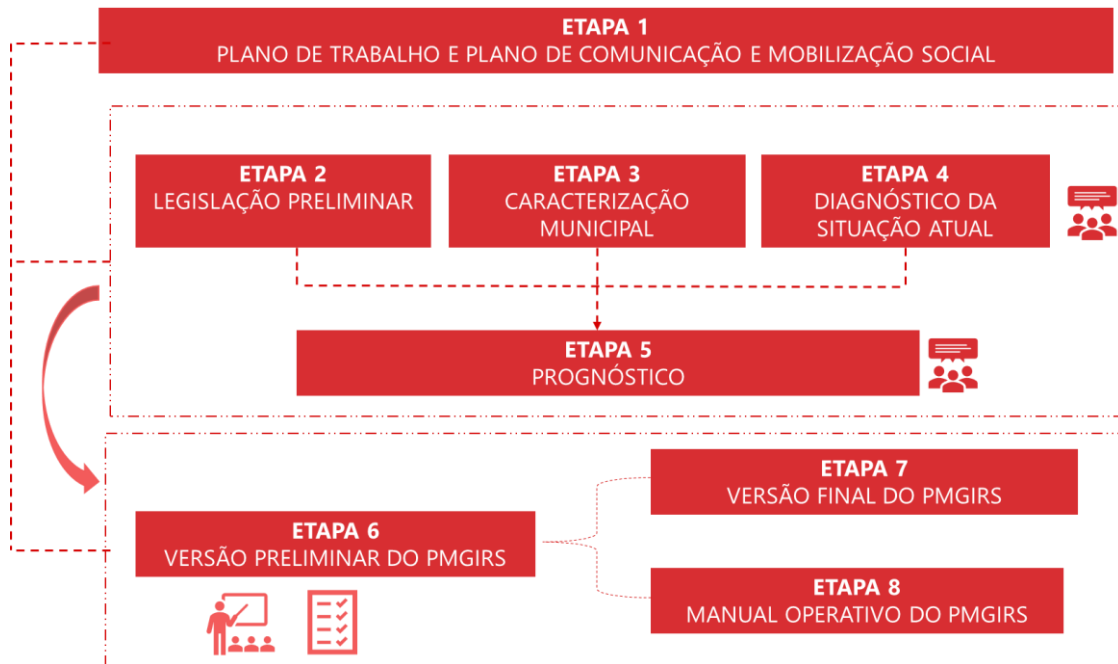 ETAPA 1
PLANO DE TRABALHO E PLANO DE COMUNICAÇÃO E MOBILIZAÇÃO SOCIAL
ETAPA 2
LEGISLAÇÃO PRELIMINAR
ETAPA 3
CARACTERIZAÇÃO
MUNICIPAL
ETAPA 4
DIAGNÓSTICO DA
SITUAÇÃO ATUAL
ETAPA 5
PROGNÓSTICO
ETAPA 6
VERSÃO PRELIMINAR DO PMGIRS
ETAPA 7
VERSÃO FINAL DO PMGIRS
ETAPA 8
MANUAL OPERATIVO DO PMGIRS